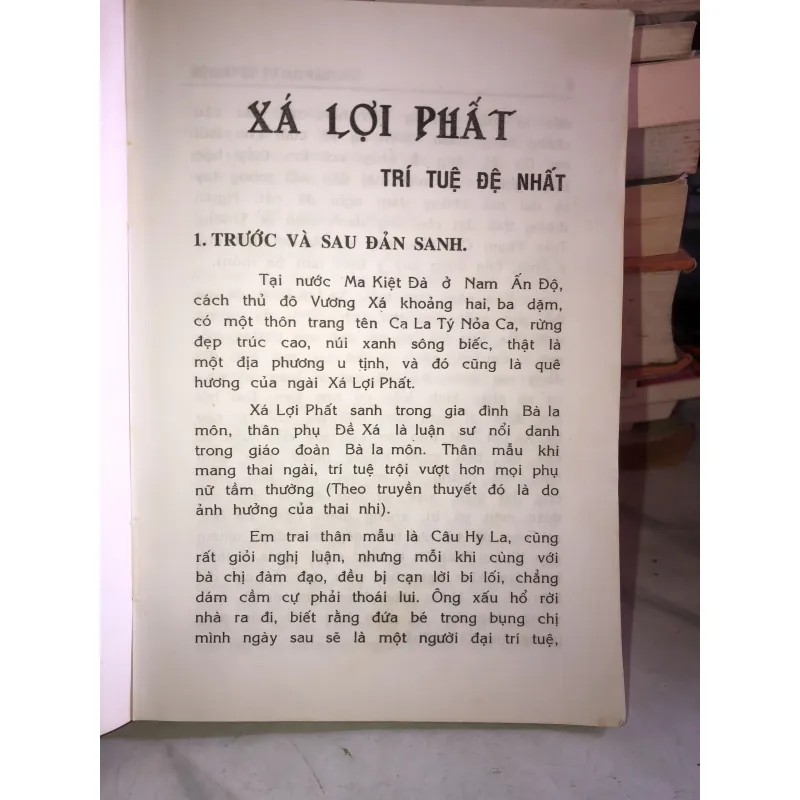 XÁ LỢI PHẤT
TRÍ TUỆ ĐỆ NHẤT
1. TRƯỚC VÀ SAU ĐẢN SANH.
Tại nước Ma Kiệt Đà ở Nam Ấn Độ,
cách thủ đô Vương Xá khoảng hai, ba dặm,
có một thôn trang tên Ca La Tý Nỏa Ca, rừng
đẹp trúc cao, núi xanh sông biếc, thật là
một địa phương u tịnh, và đó cũng là quê
hương của ngài Xá Lợi Phất.
Xá Lợi Phất sanh trong gia đình Bà la
môn, thân phụ Đề Xá là luận sư nổi danh
trong giáo đoàn Bà la môn. Thân mẫu khi
mang thai ngài, trí tuệ trội vượt hơn mọi phụ
nữ tầm thường (Theo truyền thuyết đó là do
ảnh hưởng của thai nhi).
Em trai thân mẫu là Câu Hy La, cũng
rất giỏi nghị luận, nhưng mỗi khi cùng với
bà chị đàm đạo, đều bị cạn lời bí lối, chẳng
dám cầm cự phải thoái lui. Ông xấu hổ rời
nhà ra đi, biết rằng đứa bé trong bụng chị
mình ngày sau sẽ là một người đại trí tuệ,